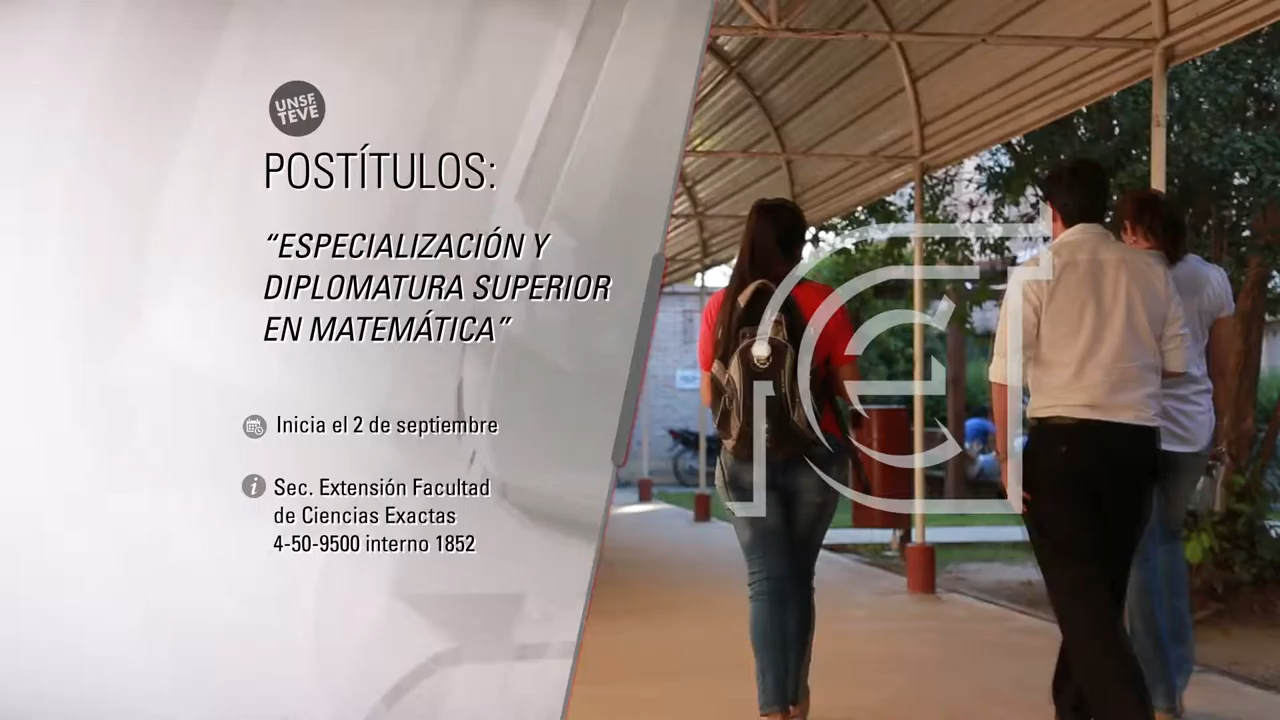 UNSE
TEVE
POSTÍTULOS:
“ESPECIALIZACIÓN Y
DIPLOMATURA SUPERIOR
EN MATEMÁTICA”
Inicia el 2 de septiembre
Sec. Extensión Facultad
de Ciencias Exactas
4-50-9500 interno 1852